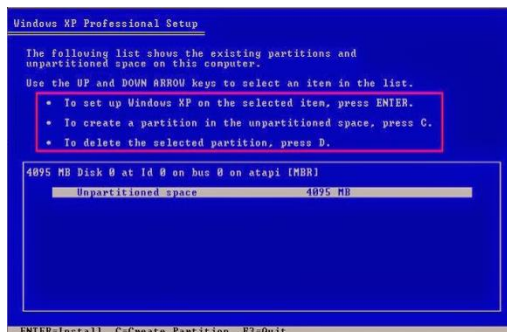 Windows XP Professional Setup
The following list shows the existing partitions and
unpartitioned space on this computer.
Use the UP and DOWN ARROW keys to select an item in the list.
• To set up Windows XP on the selected item, press ENTER.
• To create a partition in the unpartitioned space, press C.
• To delete the selected partition, press D.
4095 MB Disk 0 at Id 0 on bus 0 on atapi [MBR]
Unpartitioned space 4095 MB
ENTER=Install C=Create Partition F3=Quit